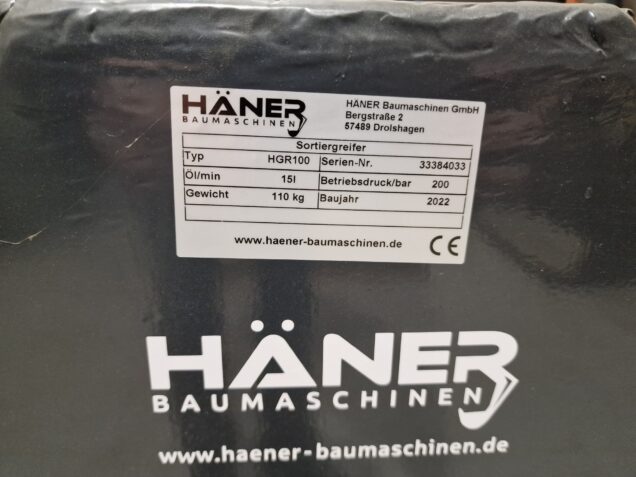 HÄNER
BAUMASCHINEN
HÄNER Baumaschinen GmbH
Bergstraße 2
57489 Drolshagen
Sortiergreifer
Typ HGR100 Serien-Nr. 33384033
Öl/min 15l Betriebsdruck/bar 200
Gewicht 110 kg Baujahr 2022
www.haener-baumaschinen.de CE
HÄNER
BAUMASCHINEN
www.haener-baumaschinen.de